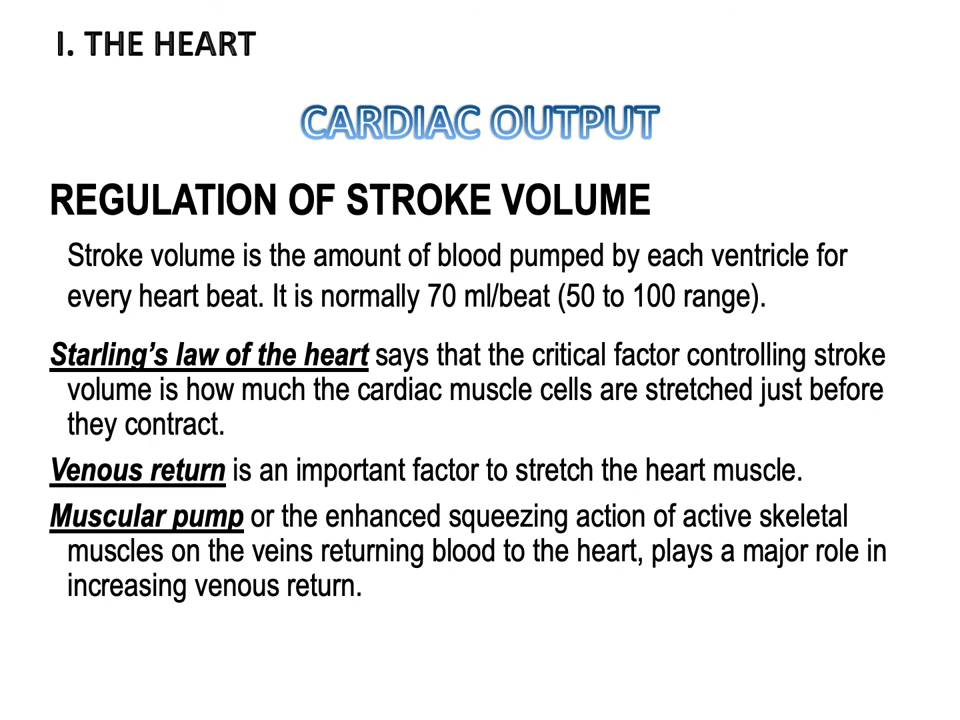 I. THE HEART
CARDIAC OUTPUT
REGULATION OF STROKE VOLUME
Stroke volume is the amount of blood pumped by each ventricle for
every heart beat. It is normally 70 ml/beat (50 to 100 range).
Starling’s law of the heart says that the critical factor controlling stroke
volume is how much the cardiac muscle cells are stretched just before
they contract.
Venous return is an important factor to stretch the heart muscle.
Muscular pump or the enhanced squeezing action of active skeletal
muscles on the veins returning blood to the heart, plays a major role in
increasing venous return.